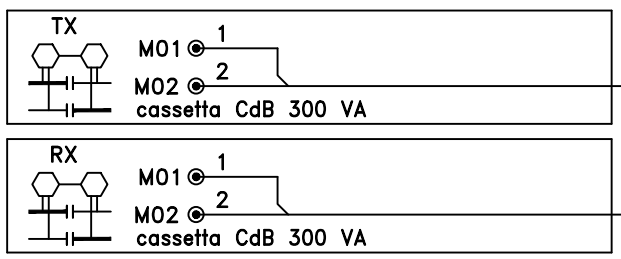 TX
M01 1
M02 2
cassetta CdB 300 VA
RX
M01 1
M02 2
cassetta CdB 300 VA